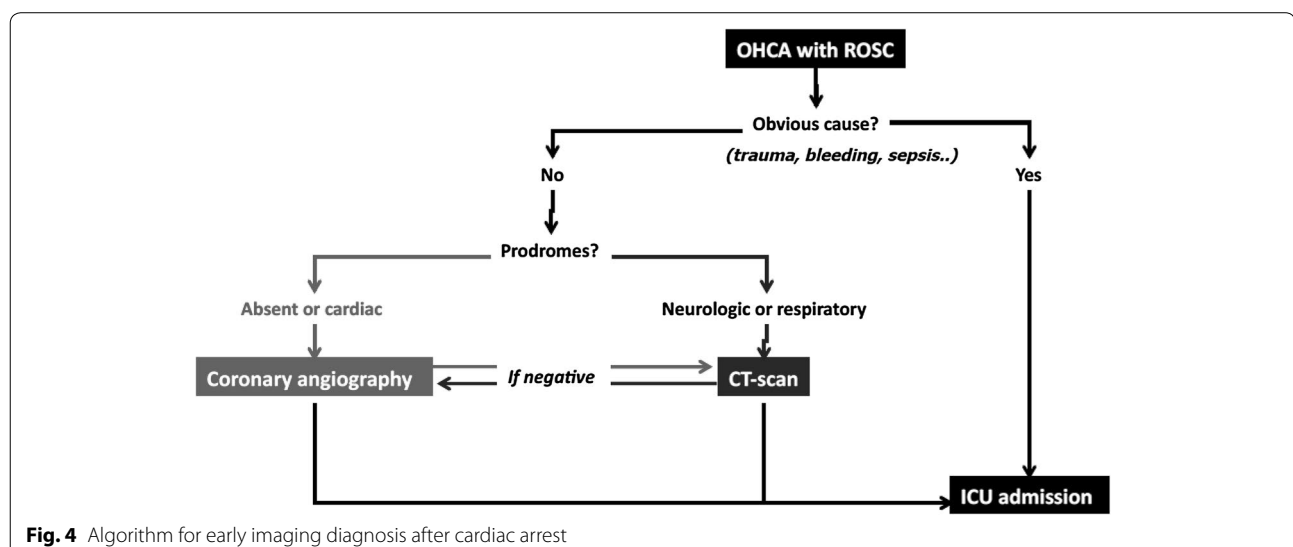 OHCA with ROSC
Obvious cause?
(trauma, bleeding, sepsis..)
No
Yes
Prodromes?
Absent or cardiac
Neurologic or respiratory
Coronary angiography
If negative
CT-scan
ICU admission
Fig. 4 Algorithm for early imaging diagnosis after cardiac arrest